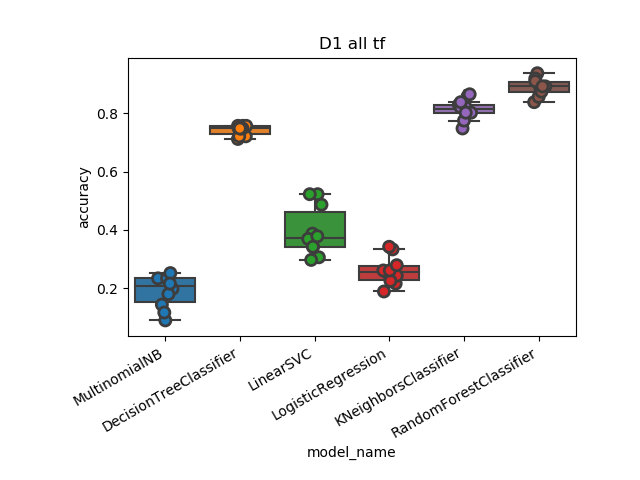 D1 all tf
accuracy
0.8
0.6
0.4
0.2
MultinomialNB
DecisionTreeClassifier
LinearSVC
LogisticRegression
KNeighborsClassifier
RandomForestClassifier
model_name